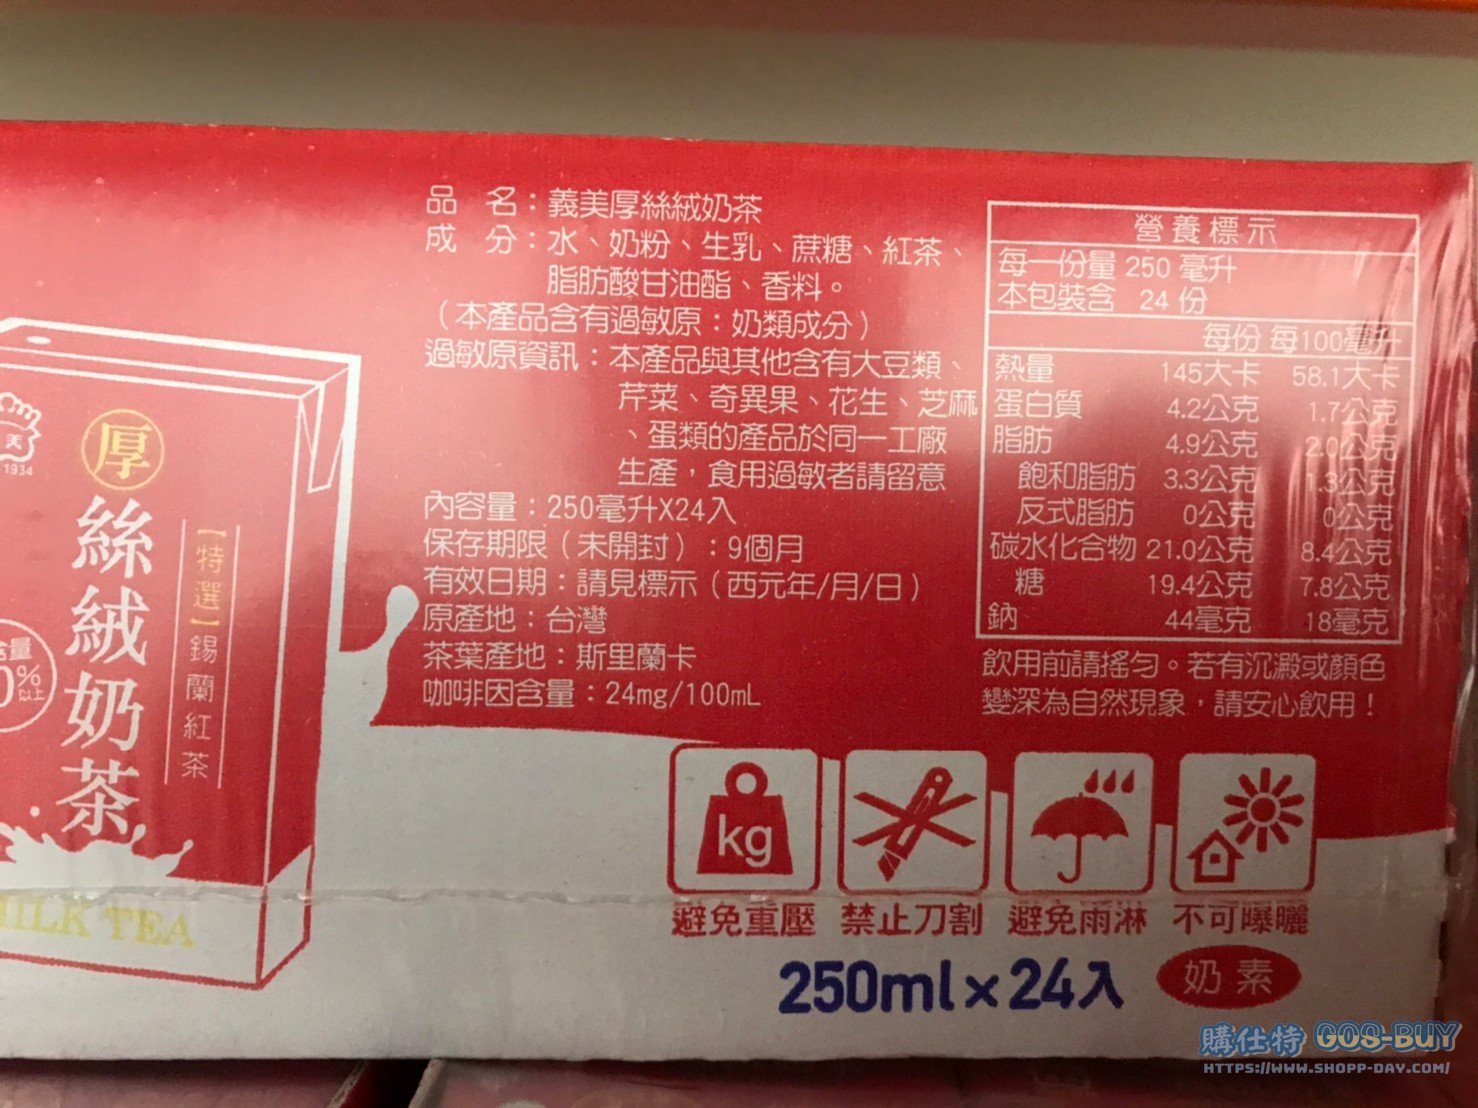 品 名：義美厚絲絨奶茶
成 分：水、奶粉、生乳、蔗糖、紅茶、
脂肪酸甘油酯、香料。
（本產品含有過敏原：奶類成分）
過敏原資訊：本產品與其他含有大豆類、
芹菜、奇異果、花生、芝麻
、蛋類的產品於同一工廠
生產，食用過敏者請留意
內容量：250毫升X24入
保存期限（未開封）：9個月
有效日期：請見標示（西元年/月/日）
原產地：台灣
茶葉產地：斯里蘭卡
咖啡因含量：24mg/100mL
營養標示
每一份量 250 毫升
本包裝含 24 份
每份 每100毫升
熱量 145大卡 58.1大卡
蛋白質 4.2公克 1.7公克
脂肪 4.9公克 2.0公克
飽和脂肪 3.3公克 1.3公克
反式脂肪 0公克 0公克
碳水化合物 21.0公克 8.4公克
糖 19.4公克 7.8公克
鈉 44毫克 18毫克
飲用前請搖勻。若有沉澱或顏色
變深為自然現象，請安心飲用！
美
1934
厚
絲絨奶茶
【特選】錫蘭紅茶
含量
0%
以上
MILK TEA
kg
避免重壓 禁止刀割 避免雨淋 不可曝曬
250ml×24入
奶素
購仕特 GOS-BUY
HTTPS://WWW.SHOPP-DAY.COM/